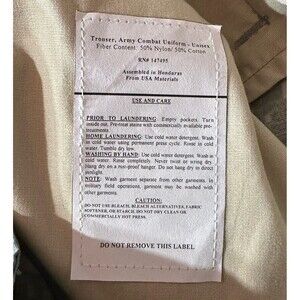 Trouser, Army Combat Uniform - Unisex
Fiber Content: 50% Nylon/ 50% Cotton
RN# 147495
Assembled in Honduras
From USA Materials
USE AND CARE
PRIOR TO LAUNDERING: Empty pockets. Turn
inside out. Pre-treat stains with commercially available pre-
treatments.
HOME LAUNDERING: Use cold water detergent. Wash in
cold water using permanent press cycle. Rinse in cold
water. Tumble dry low.
WASHING BY HAND: Use cold water detergent. Wash in
cold water. Rinse completely. Never twist or wring dry.
Hang dry on a rust-proof hanger. Do not hang dry in direct
sunlight.
NOTE: Wash garment separate from other garments. In
military field operations, garment may be washed with
other garments.
CAUTION:
DO NOT USE BLEACH, BLEACH ALTERNATIVES, FABRIC
SOFTENER, OR STARCH, DO NOT DRY CLEAN OR
COMMERCIALLY HOT PRESS.
DO NOT REMOVE THIS LABEL